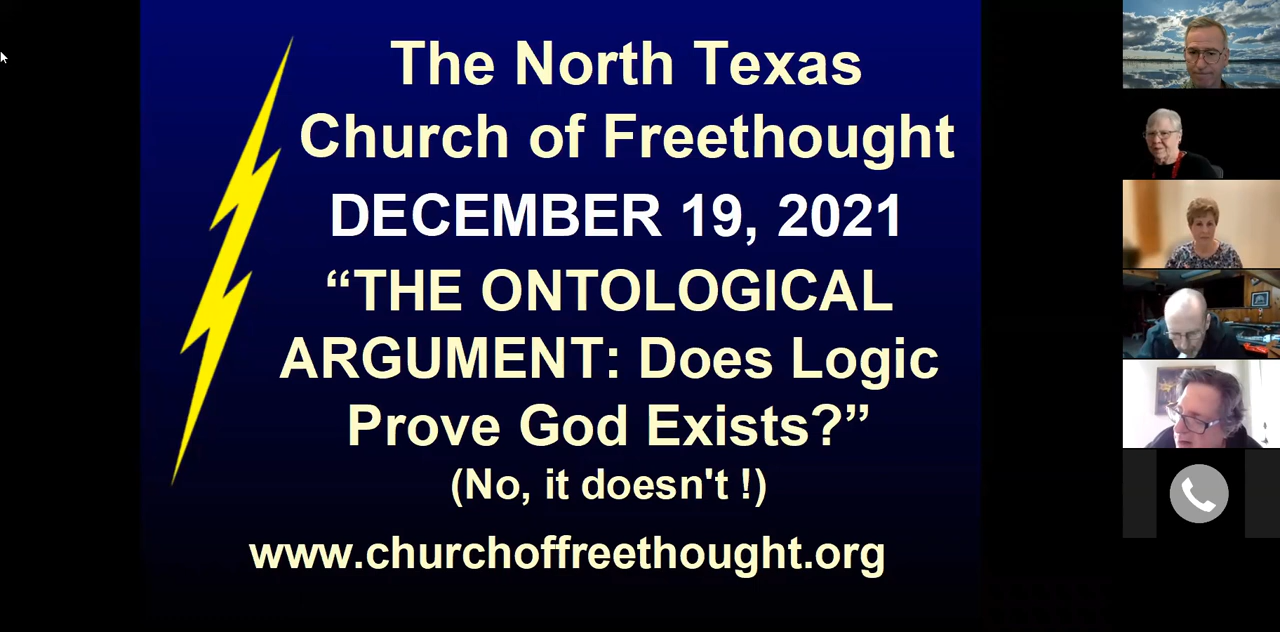 The North Texas
Church of Freethought
DECEMBER 19, 2021
“THE ONTOLOGICAL
ARGUMENT: Does Logic
Prove God Exists?”
(No, it doesn't !)
www.churchoffreethought.org